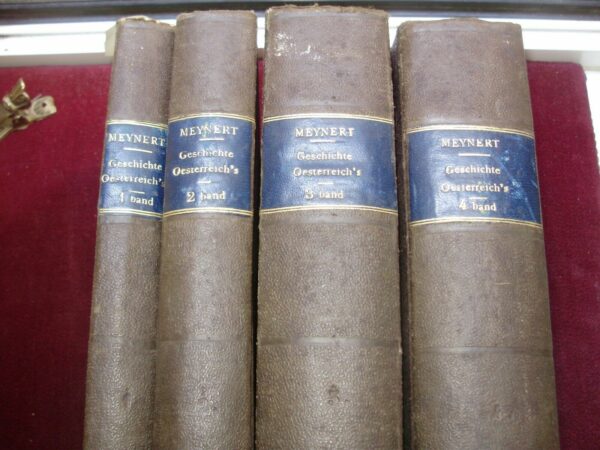 MEYNERT
Geschichte
Oesterreich's
1 band
MEYNERT
Geschichte
Oesterreich's
2 band
MEYNERT
Geschichte
Oesterreich's
3 band
MEYNERT
Geschichte
Oesterreich's
4 band